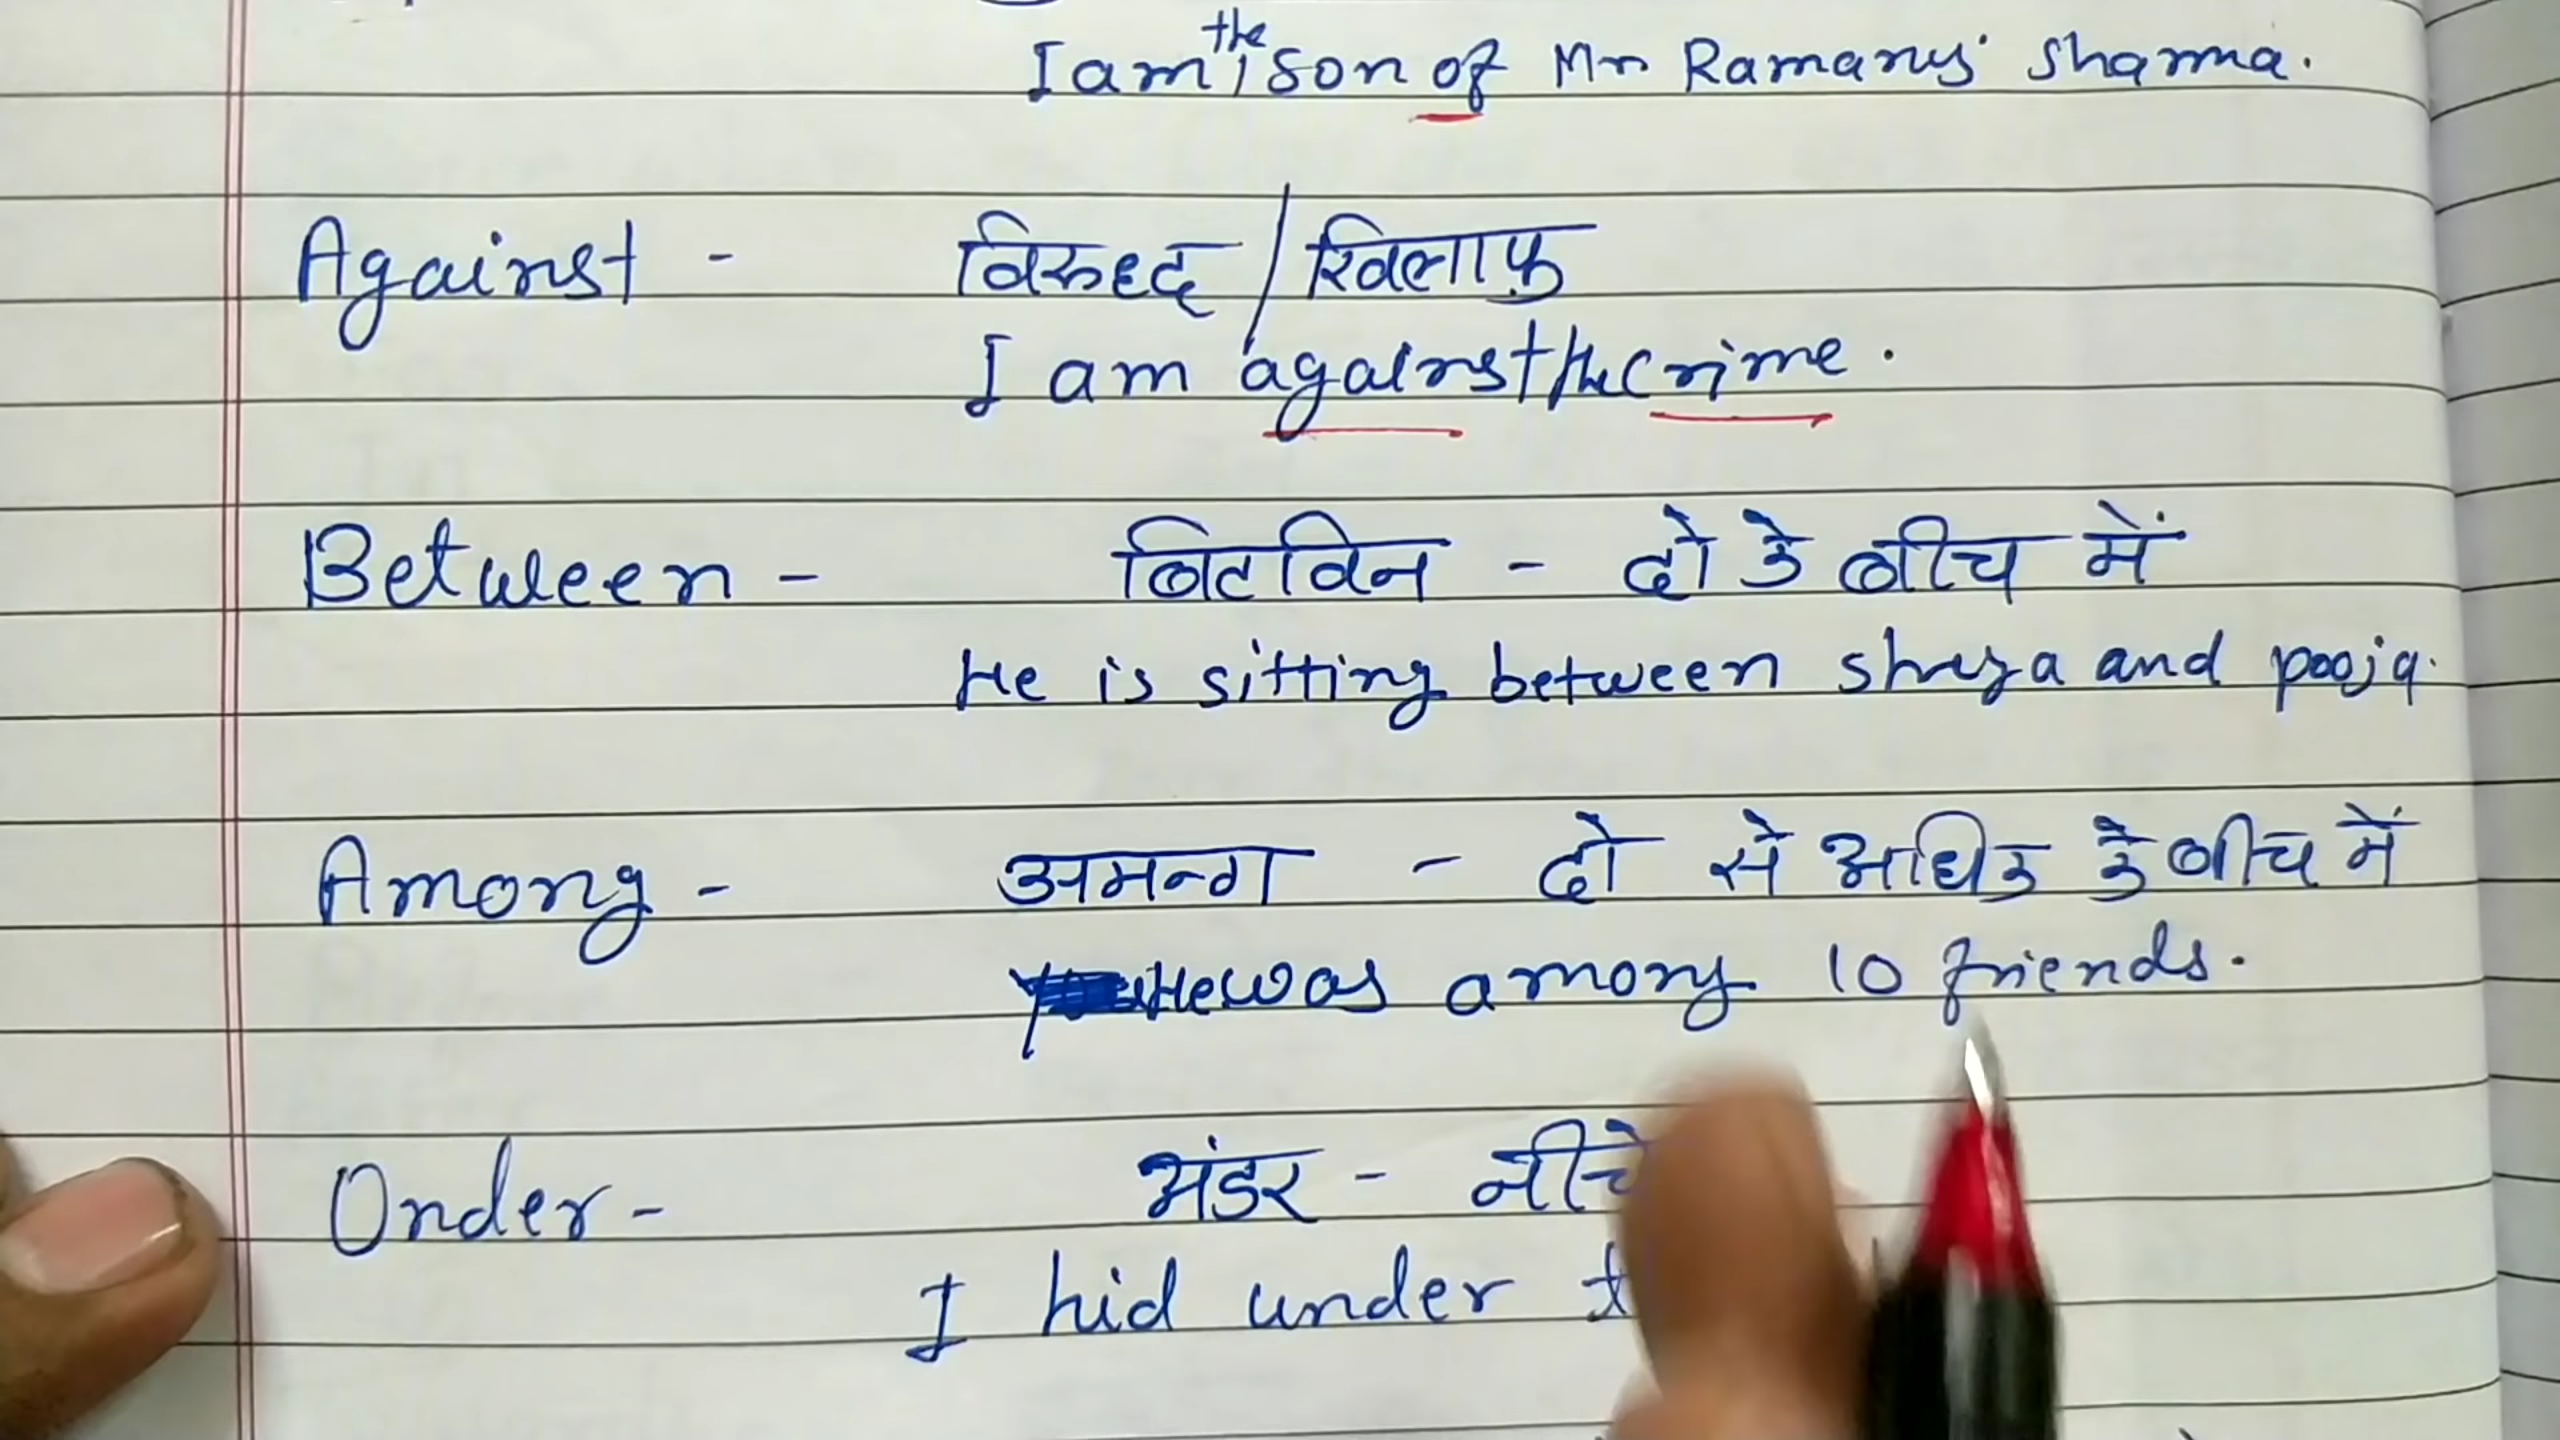 I am the son of Mr Ramanuj Sharma.
Against - विरुध्द / खिलाफ़
I am against the crime.
Between - बिटविन - दो के बीच में
He is sitting between shreya and pooja.
Among - अमन्ग - दो से अधिक के बीच में
He was among 10 friends.
Under - अंडर - नीचे
I hid under